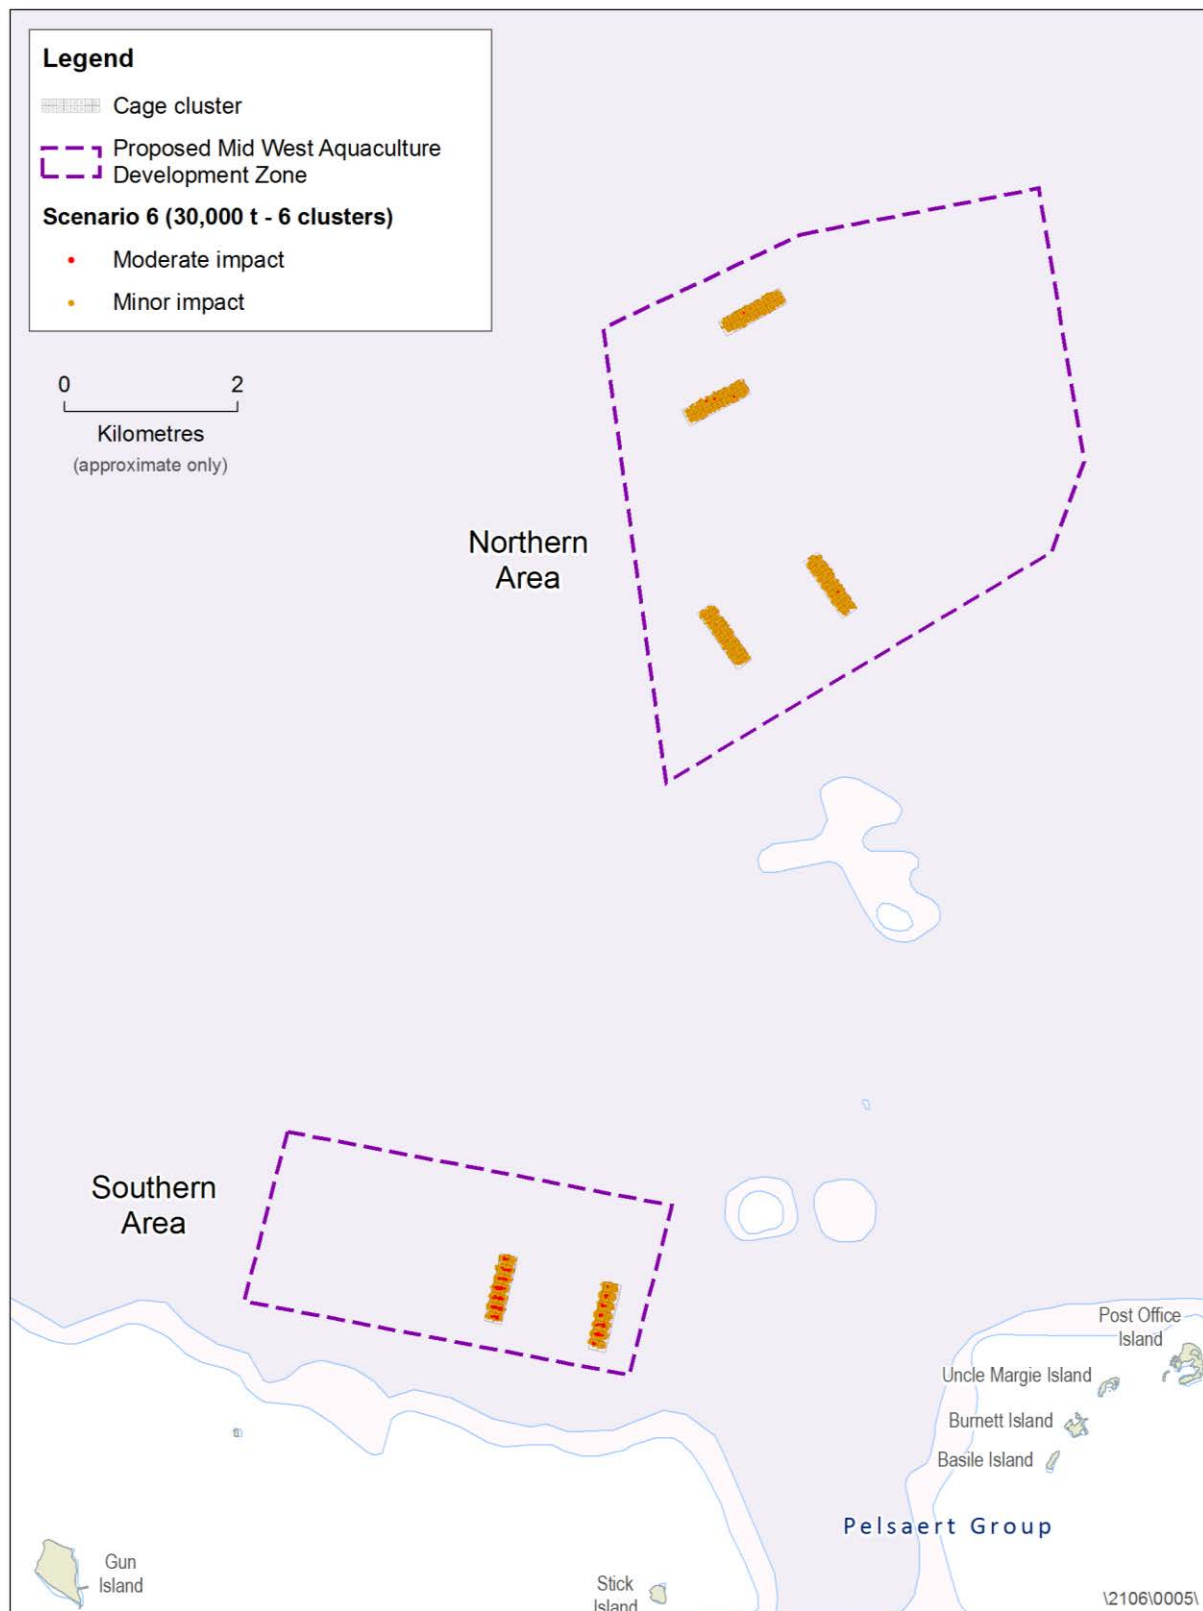 Legend
Cage cluster
Proposed Mid West Aquaculture
Development Zone
Scenario 6 (30,000 t - 6 clusters)
Moderate impact
Minor impact
0 2
Kilometres
(approximate only)
Northern
Area
Southern
Area
Post Office
Island
Uncle Margie Island
Burnett Island
Basile Island
Pelsaert Group
Gun
Island
Stick
Island
\2106\0005\